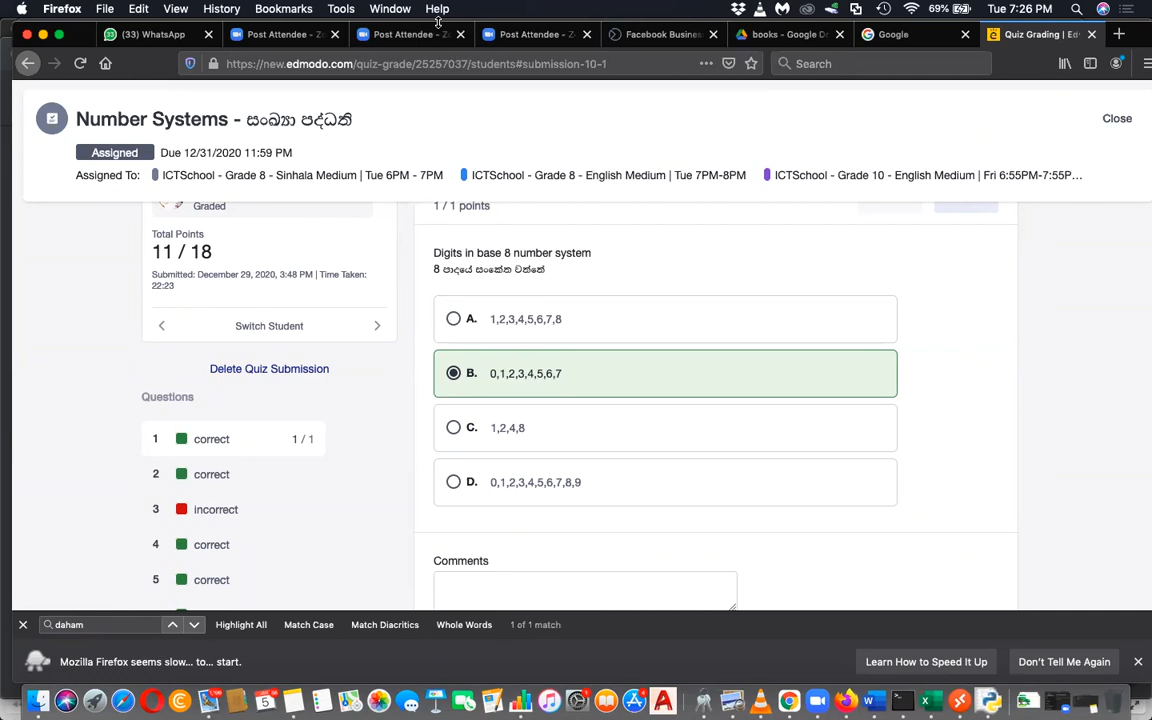 Firefox File Edit View History Bookmarks Tools Window Help 69% Tue 7:26 PM
(33) WhatsApp Post Attendee - Zo Post Attendee - Zo Post Attendee - Z Facebook Busines books - Google Dr Google Quiz Grading | Ed
https://new.edmodo.com/quiz-grade/25257037/students#submission-10-1 Search
Number Systems - සංඛ්‍යා පද්ධති
Close
Assigned Due 12/31/2020 11:59 PM
Assigned To: ICTSchool - Grade 8 - Sinhala Medium | Tue 6PM - 7PM ICTSchool - Grade 8 - English Medium | Tue 7PM-8PM ICTSchool - Grade 10 - English Medium | Fri 6:55PM-7:55P...
Graded
1 / 1 points
Total Points
11 / 18
Submitted: December 29, 2020, 3:48 PM | Time Taken:
22:23
Switch Student
Delete Quiz Submission
Questions
1 correct 1 / 1
2 correct
3 incorrect
4 correct
5 correct
Digits in base 8 number system
8 පාදයේ සංකේත වන්නේ
A. 1,2,3,4,5,6,7,8
B. 0,1,2,3,4,5,6,7
C. 1,2,4,8
D. 0,1,2,3,4,5,6,7,8,9
Comments
daham Highlight All Match Case Match Diacritics Whole Words 1 of 1 match
Mozilla Firefox seems slow... to... start. Learn How to Speed It Up Don't Tell Me Again